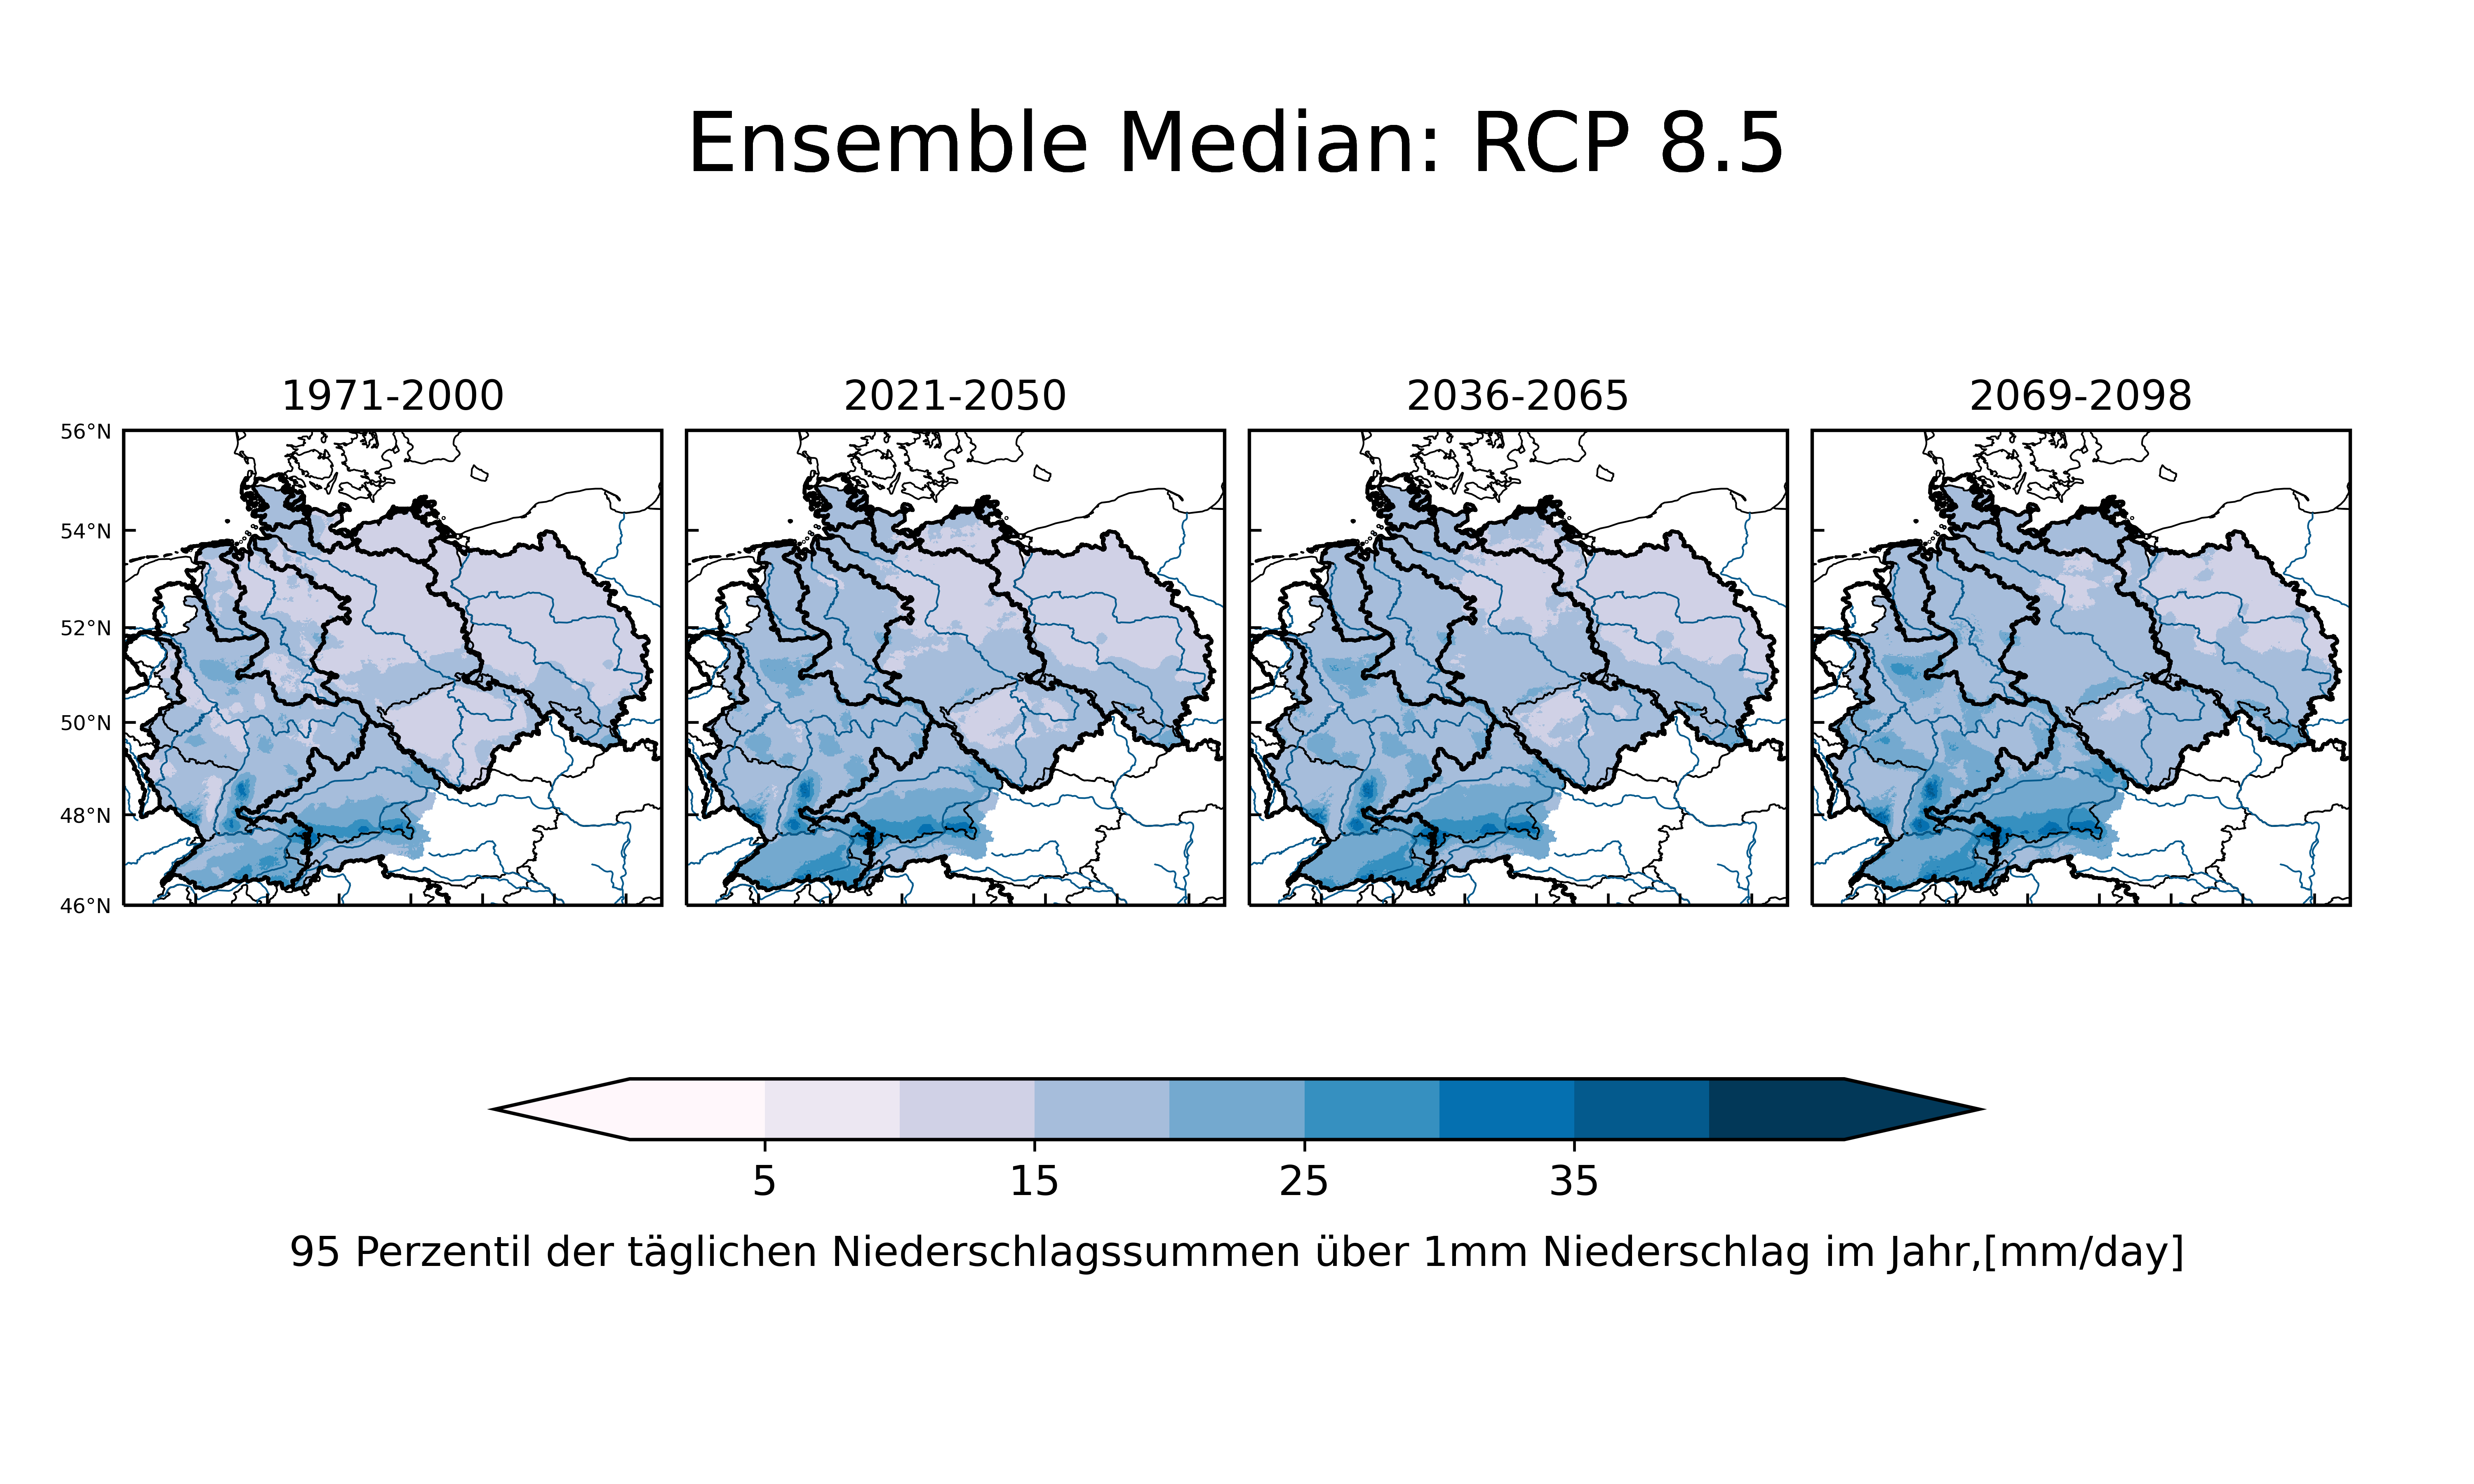 Ensemble Median: RCP 8.5
1971-2000
2021-2050
2036-2065
2069-2098
56°N
54°N
52°N
50°N
48°N
46°N
5
15
25
35
95 Perzentil der täglichen Niederschlagssummen über 1mm Niederschlag im Jahr,[mm/day]